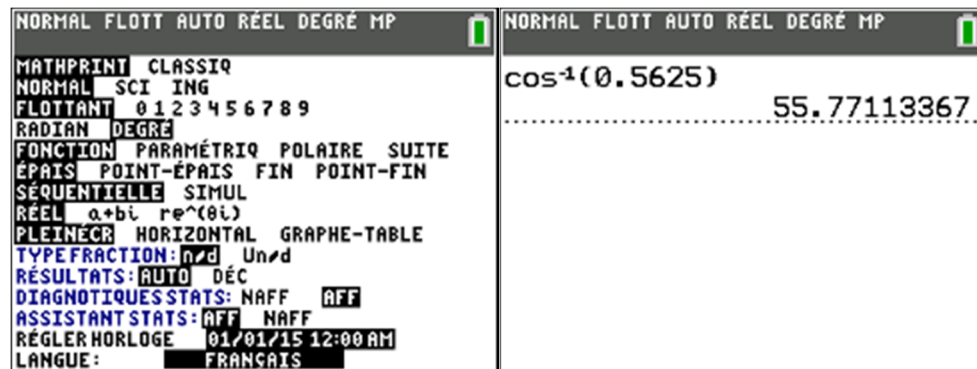 NORMAL FLOTT AUTO RÉEL DEGRÉ MP
MATHPRINT CLASSIQ
NORMAL SCI ING
FLOTTANT 0 1 2 3 4 5 6 7 8 9
RADIAN DEGRÉ
FONCTION PARAMÉTRIQ POLAIRE SUITE
ÉPAIS POINT-ÉPAIS FIN POINT-FIN
SÉQUENTIELLE SIMUL
RÉEL a+bi re^(θi)
PLEINÉCR HORIZONTAL GRAPHE-TABLE
TYPEFRACTION: n/d Un/d
RÉSULTATS: AUTO DÉC
DIAGNOTIQUES STATS: NAFF AFF
ASSISTANT STATS: AFF NAFF
RÉGLER HORLOGE 01/01/15 12:00 AM
LANGUE: FRANÇAIS
NORMAL FLOTT AUTO RÉEL DEGRÉ MP
cos⁻¹(0.5625)
55.77113367